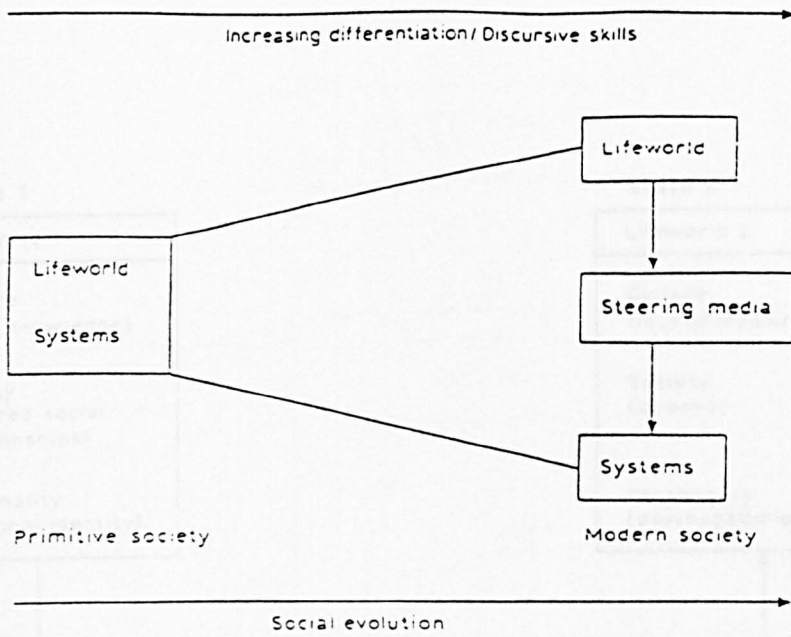 Increasing differentiation/Discursive skills
Lifeworld
Lifeworld
Systems
Steering media
Systems
Primitive society
Modern society
Social evolution